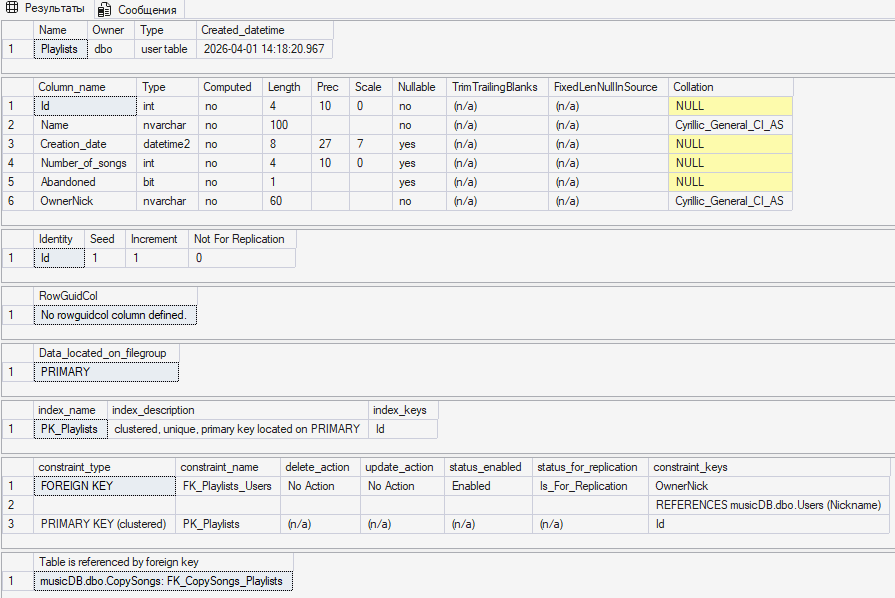 Результаты Сообщения
Name Owner Type Created_datetime
1 Playlists dbo user table 2026-04-01 14:18:20.967
Column_name Type Computed Length Prec Scale Nullable TrimTrailingBlanks FixedLenNullInSource Collation
1 Id int no 4 10 0 no (n/a) (n/a) NULL
2 Name nvarchar no 100 no (n/a) (n/a) Cyrillic_General_CI_AS
3 Creation_date datetime2 no 8 27 7 yes (n/a) (n/a) NULL
4 Number_of_songs int no 4 10 0 yes (n/a) (n/a) NULL
5 Abandoned bit no 1 yes (n/a) (n/a) NULL
6 OwnerNick nvarchar no 60 no (n/a) (n/a) Cyrillic_General_CI_AS
Identity Seed Increment Not For Replication
1 Id 1 1 0
RowGuidCol
1 No rowguidcol column defined.
Data_located_on_filegroup
1 PRIMARY
index_name index_description index_keys
1 PK_Playlists clustered, unique, primary key located on PRIMARY Id
constraint_type constraint_name delete_action update_action status_enabled status_for_replication constraint_keys
1 FOREIGN KEY FK_Playlists_Users No Action No Action Enabled Is_For_Replication OwnerNick
2 REFERENCES musicDB.dbo.Users (Nickname)
3 PRIMARY KEY (clustered) PK_Playlists (n/a) (n/a) (n/a) (n/a) Id
Table is referenced by foreign key
1 musicDB.dbo.CopySongs: FK_CopySongs_Playlists